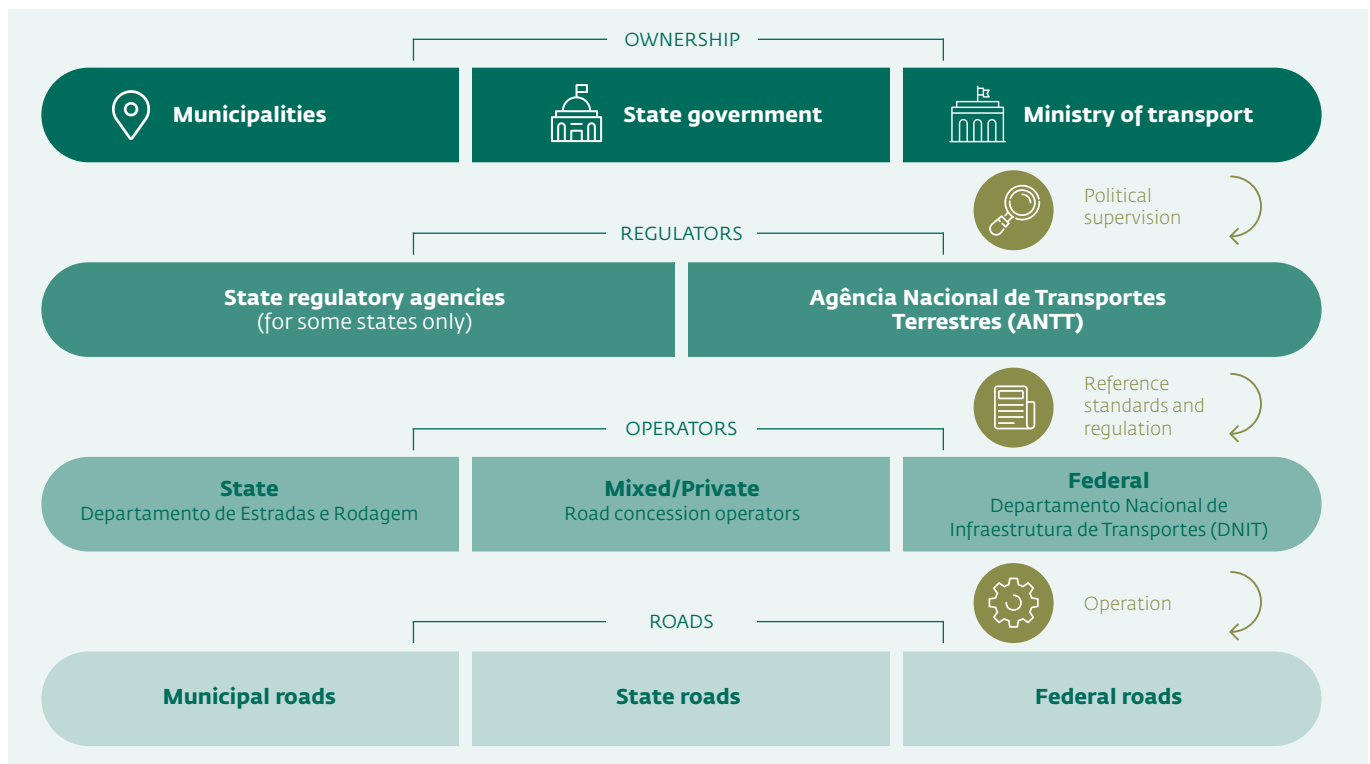 OWNERSHIP
Municipalities
State government
Ministry of transport
Political
supervision
REGULATORS
State regulatory agencies
(for some states only)
Agência Nacional de Transportes
Terrestres (ANTT)
Reference
standards and
regulation
OPERATORS
State
Departamento de Estradas e Rodagem
Mixed/Private
Road concession operators
Federal
Departamento Nacional de
Infraestrutura de Transportes (DNIT)
Operation
ROADS
Municipal roads
State roads
Federal roads